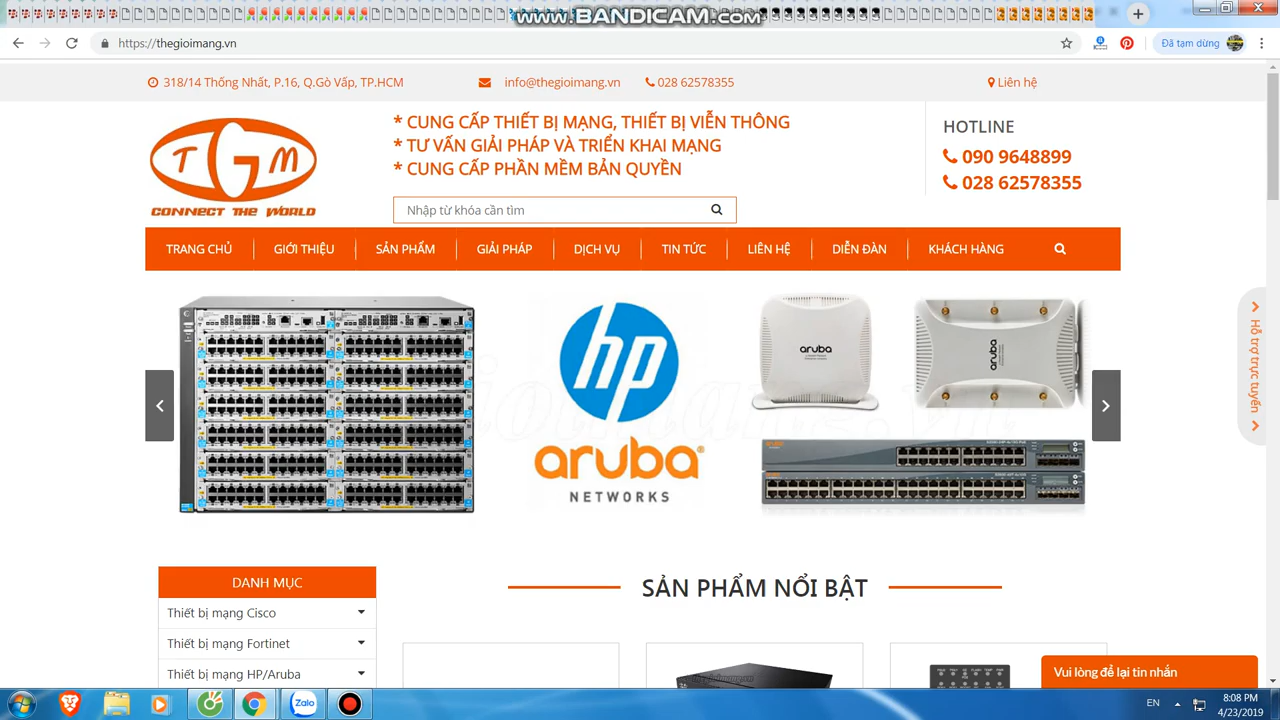 www.BANDICAM.com
https://thegioimang.vn
Đã tạm dừng
318/14 Thống Nhất, P.16, Q.Gò Vấp, TP.HCM
info@thegioimang.vn
028 62578355
Liên hệ
TGM
CONNECT THE WORLD
* CUNG CẤP THIẾT BỊ MẠNG, THIẾT BỊ VIỄN THÔNG
* TƯ VẤN GIẢI PHÁP VÀ TRIỂN KHAI MẠNG
* CUNG CẤP PHẦN MỀM BẢN QUYỀN
Nhập từ khóa cần tìm
HOTLINE
090 9648899
028 62578355
TRANG CHỦ
GIỚI THIỆU
SẢN PHẨM
GIẢI PHÁP
DỊCH VỤ
TIN TỨC
LIÊN HỆ
DIỄN ĐÀN
KHÁCH HÀNG
hp
aruba
NETWORKS
aruba
aruba
Hỗ trợ trực tuyến
DANH MỤC
Thiết bị mạng Cisco
Thiết bị mạng Fortinet
Thiết bị mạng HP/Aruba
SẢN PHẨM NỔI BẬT
Vui lòng để lại tin nhắn
Zalo
EN
8:08 PM
4/23/2019